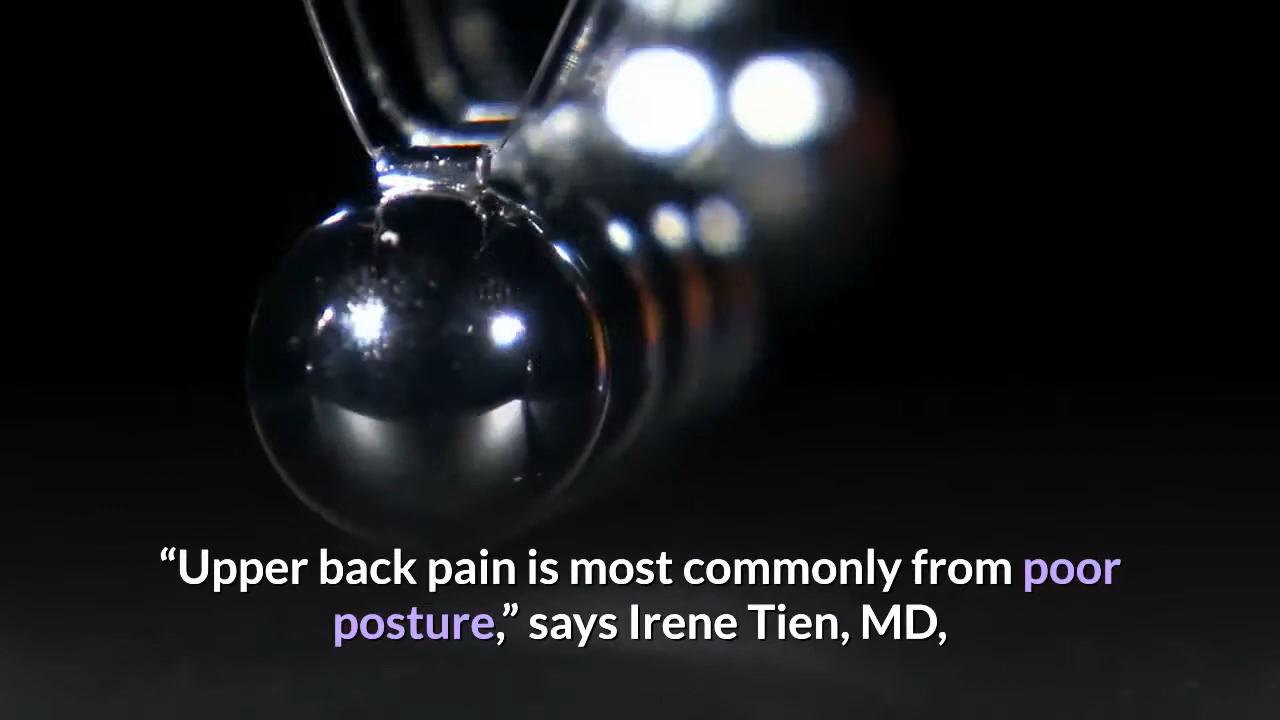 “Upper back pain is most commonly from poor
posture,” says Irene Tien, MD,